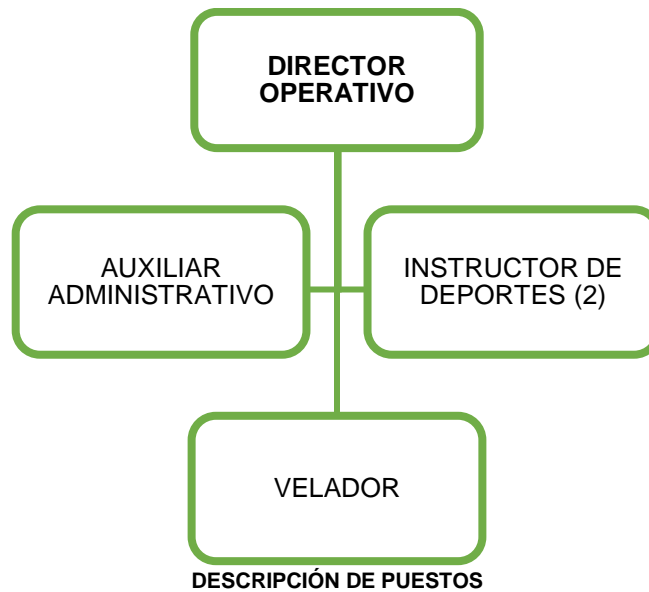 DIRECTOR
OPERATIVO
AUXILIAR
ADMINISTRATIVO
INSTRUCTOR DE
DEPORTES (2)
VELADOR
DESCRIPCIÓN DE PUESTOS